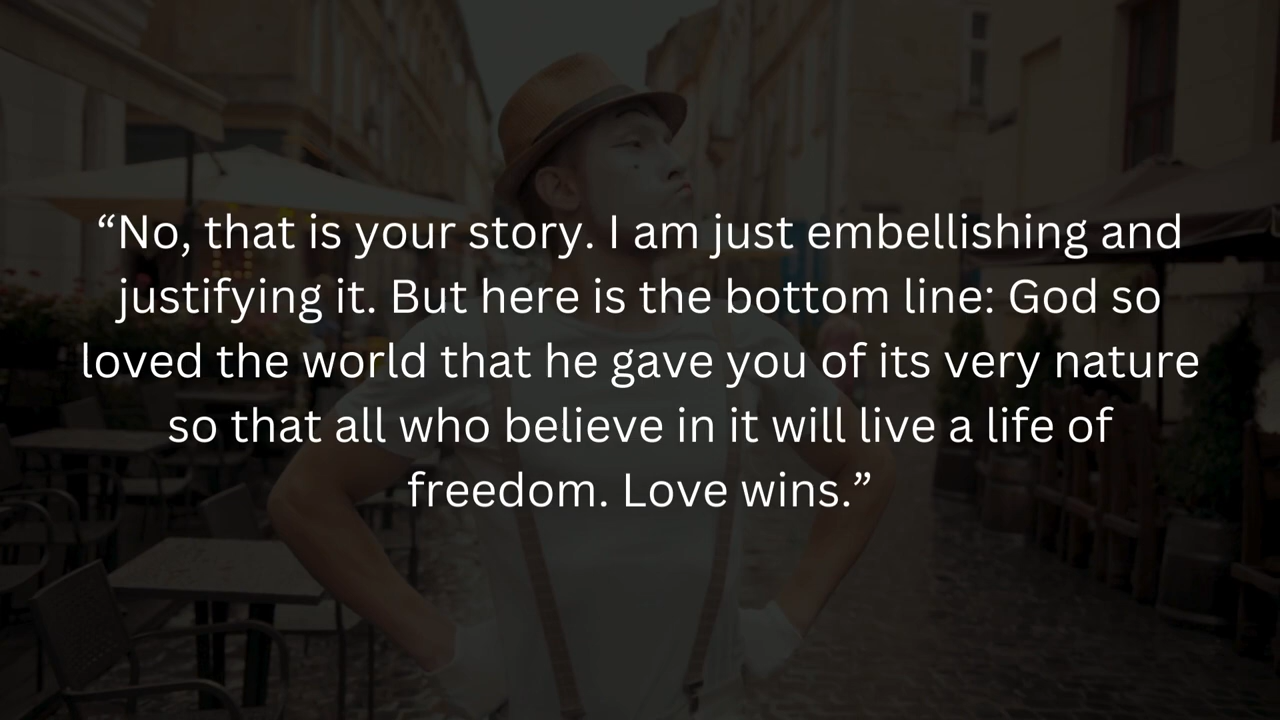 “No, that is your story. I am just embellishing and
justifying it. But here is the bottom line: God so
loved the world that he gave you of its very nature
so that all who believe in it will live a life of
freedom. Love wins.”